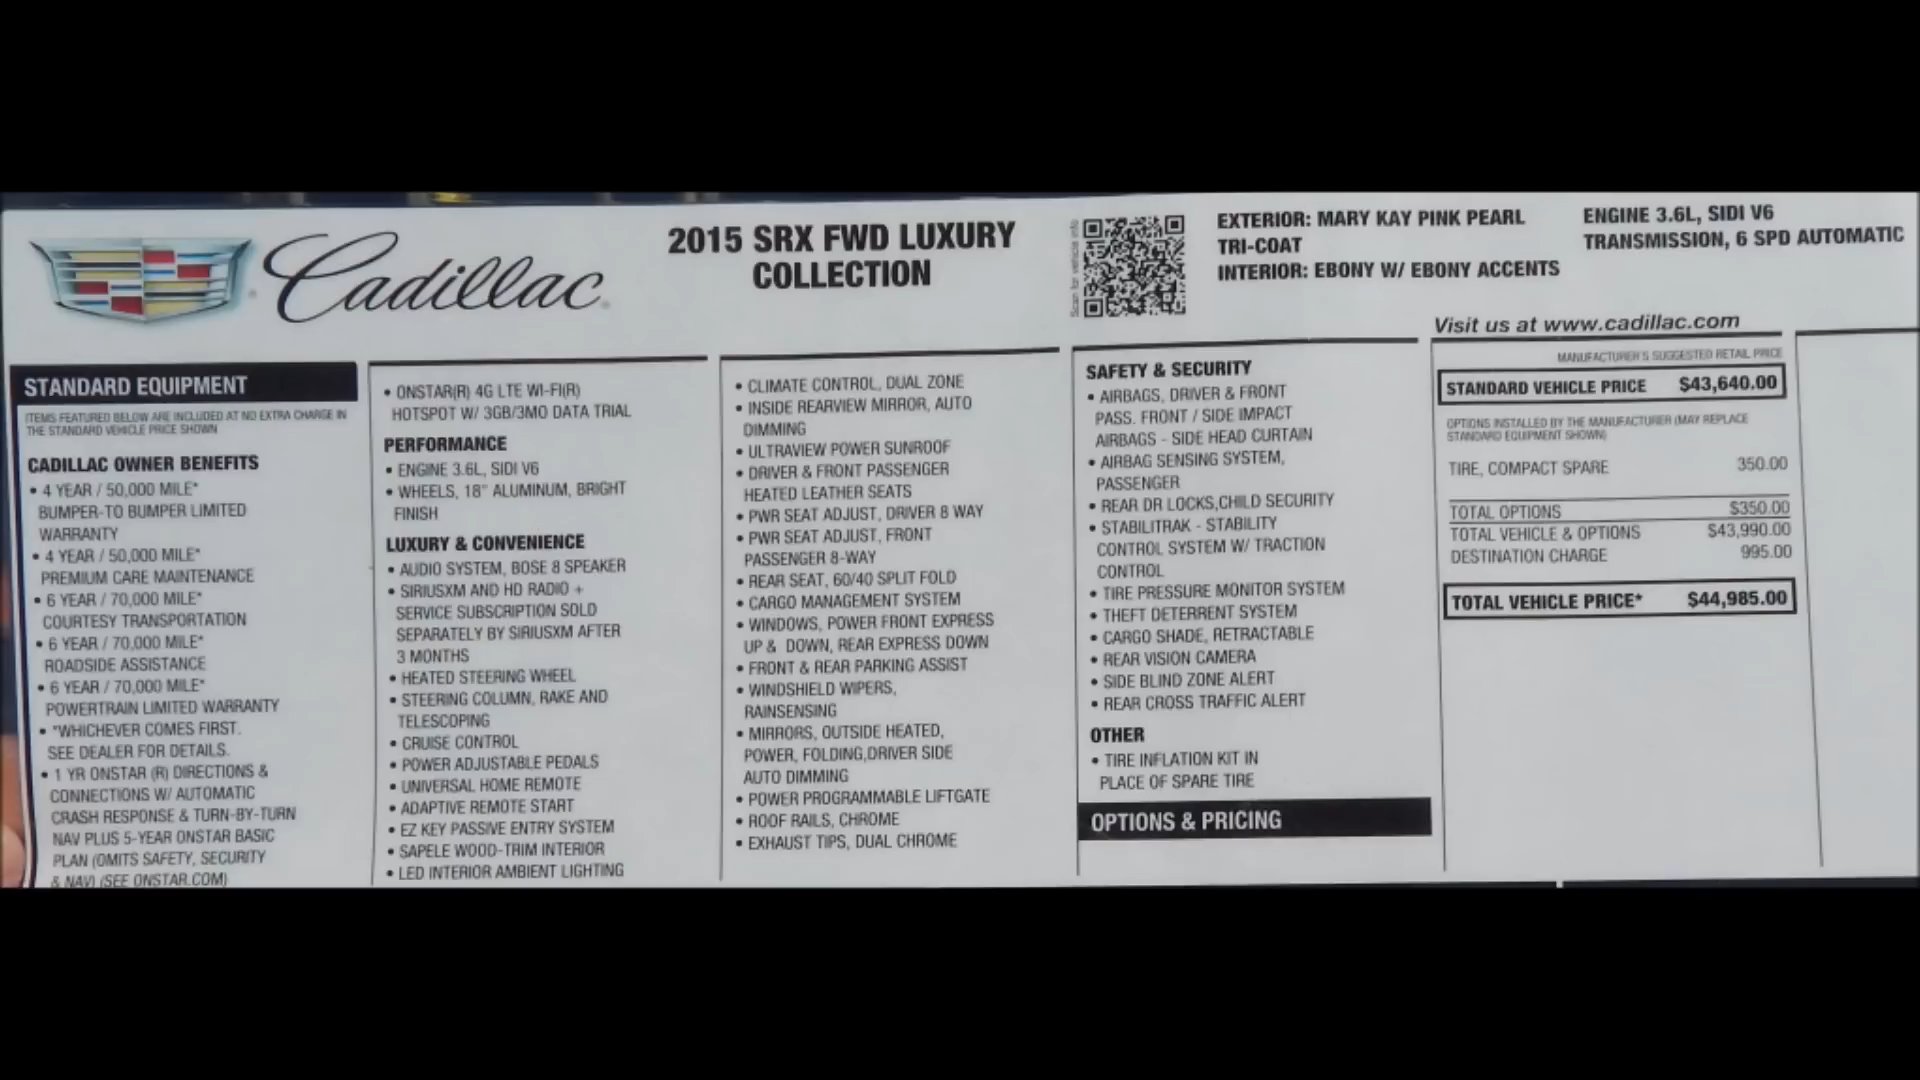 Cadillac
2015 SRX FWD LUXURY
COLLECTION
Scan for vehicle info
EXTERIOR: MARY KAY PINK PEARL
TRI-COAT
INTERIOR: EBONY W/ EBONY ACCENTS
ENGINE 3.6L, SIDI V6
TRANSMISSION, 6 SPD AUTOMATIC
Visit us at www.cadillac.com
STANDARD EQUIPMENT
ITEMS FEATURED BELOW ARE INCLUDED AT NO EXTRA CHARGE IN
THE STANDARD VEHICLE PRICE SHOWN
CADILLAC OWNER BENEFITS
• 4 YEAR / 50,000 MILE*
BUMPER-TO BUMPER LIMITED
WARRANTY
• 4 YEAR / 50,000 MILE*
PREMIUM CARE MAINTENANCE
• 6 YEAR / 70,000 MILE*
COURTESY TRANSPORTATION
• 6 YEAR / 70,000 MILE*
ROADSIDE ASSISTANCE
• 6 YEAR / 70,000 MILE*
POWERTRAIN LIMITED WARRANTY
• *WHICHEVER COMES FIRST.
SEE DEALER FOR DETAILS.
• 1 YR ONSTAR (R) DIRECTIONS &
CONNECTIONS W/ AUTOMATIC
CRASH RESPONSE & TURN-BY-TURN
NAV PLUS 5-YEAR ONSTAR BASIC
PLAN (OMITS SAFETY, SECURITY
& NAV) (SEE ONSTAR.COM)
• ONSTAR(R) 4G LTE WI-FI(R)
HOTSPOT W/ 3GB/3MO DATA TRIAL
PERFORMANCE
• ENGINE 3.6L, SIDI V6
• WHEELS, 18" ALUMINUM, BRIGHT
FINISH
LUXURY & CONVENIENCE
• AUDIO SYSTEM, BOSE 8 SPEAKER
• SIRIUSXM AND HD RADIO +
SERVICE SUBSCRIPTION SOLD
SEPARATELY BY SIRIUSXM AFTER
3 MONTHS
• HEATED STEERING WHEEL
• STEERING COLUMN, RAKE AND
TELESCOPING
• CRUISE CONTROL
• POWER ADJUSTABLE PEDALS
• UNIVERSAL HOME REMOTE
• ADAPTIVE REMOTE START
• EZ KEY PASSIVE ENTRY SYSTEM
• SAPELE WOOD-TRIM INTERIOR
• LED INTERIOR AMBIENT LIGHTING
• CLIMATE CONTROL, DUAL ZONE
• INSIDE REARVIEW MIRROR, AUTO
DIMMING
• ULTRAVIEW POWER SUNROOF
• DRIVER & FRONT PASSENGER
HEATED LEATHER SEATS
• PWR SEAT ADJUST, DRIVER 8 WAY
• PWR SEAT ADJUST, FRONT
PASSENGER 8-WAY
• REAR SEAT, 60/40 SPLIT FOLD
• CARGO MANAGEMENT SYSTEM
• WINDOWS, POWER FRONT EXPRESS
UP & DOWN, REAR EXPRESS DOWN
• FRONT & REAR PARKING ASSIST
• WINDSHIELD WIPERS,
RAINSENSING
• MIRRORS, OUTSIDE HEATED,
POWER, FOLDING,DRIVER SIDE
AUTO DIMMING
• POWER PROGRAMMABLE LIFTGATE
• ROOF RAILS, CHROME
• EXHAUST TIPS, DUAL CHROME
SAFETY & SECURITY
• AIRBAGS, DRIVER & FRONT
PASS. FRONT / SIDE IMPACT
AIRBAGS - SIDE HEAD CURTAIN
• AIRBAG SENSING SYSTEM,
PASSENGER
• REAR DR LOCKS,CHILD SECURITY
• STABILITRAK - STABILITY
CONTROL SYSTEM W/ TRACTION
CONTROL
• TIRE PRESSURE MONITOR SYSTEM
• THEFT DETERRENT SYSTEM
• CARGO SHADE, RETRACTABLE
• REAR VISION CAMERA
• SIDE BLIND ZONE ALERT
• REAR CROSS TRAFFIC ALERT
OTHER
• TIRE INFLATION KIT IN
PLACE OF SPARE TIRE
OPTIONS & PRICING
MANUFACTURER'S SUGGESTED RETAIL PRICE
STANDARD VEHICLE PRICE $43,640.00
OPTIONS INSTALLED BY THE MANUFACTURER (MAY REPLACE
STANDARD EQUIPMENT SHOWN)
TIRE, COMPACT SPARE 350.00
TOTAL OPTIONS $350.00
TOTAL VEHICLE & OPTIONS $43,990.00
DESTINATION CHARGE 995.00
TOTAL VEHICLE PRICE* $44,985.00